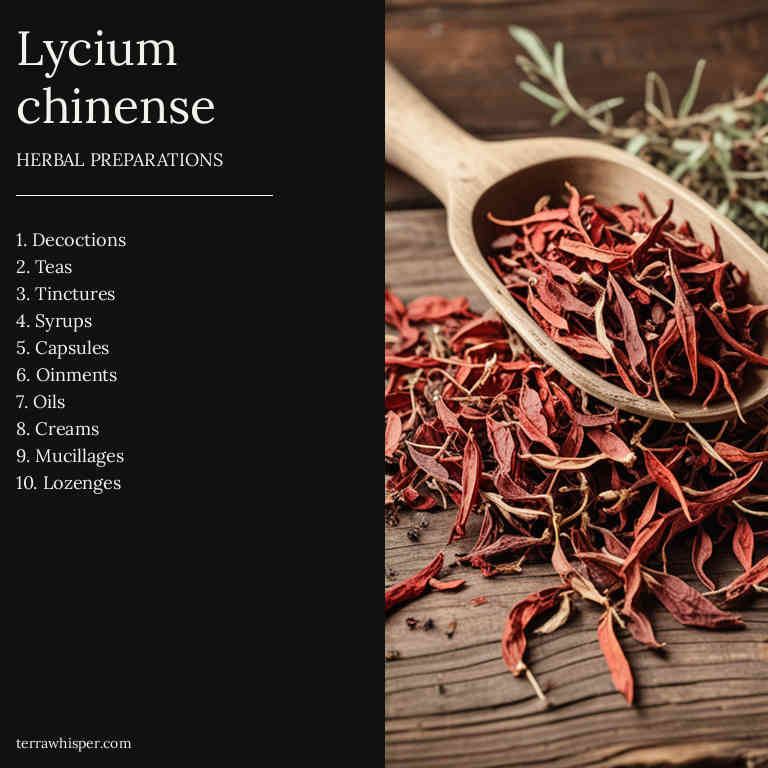 Lycium
chinense
HERBAL PREPARATIONS
1. Decoctions
2. Teas
3. Tinctures
4. Syrups
5. Capsules
6. Oinments
7. Oils
8. Creams
9. Mucillages
10. Lozenges
terrawhisper.com